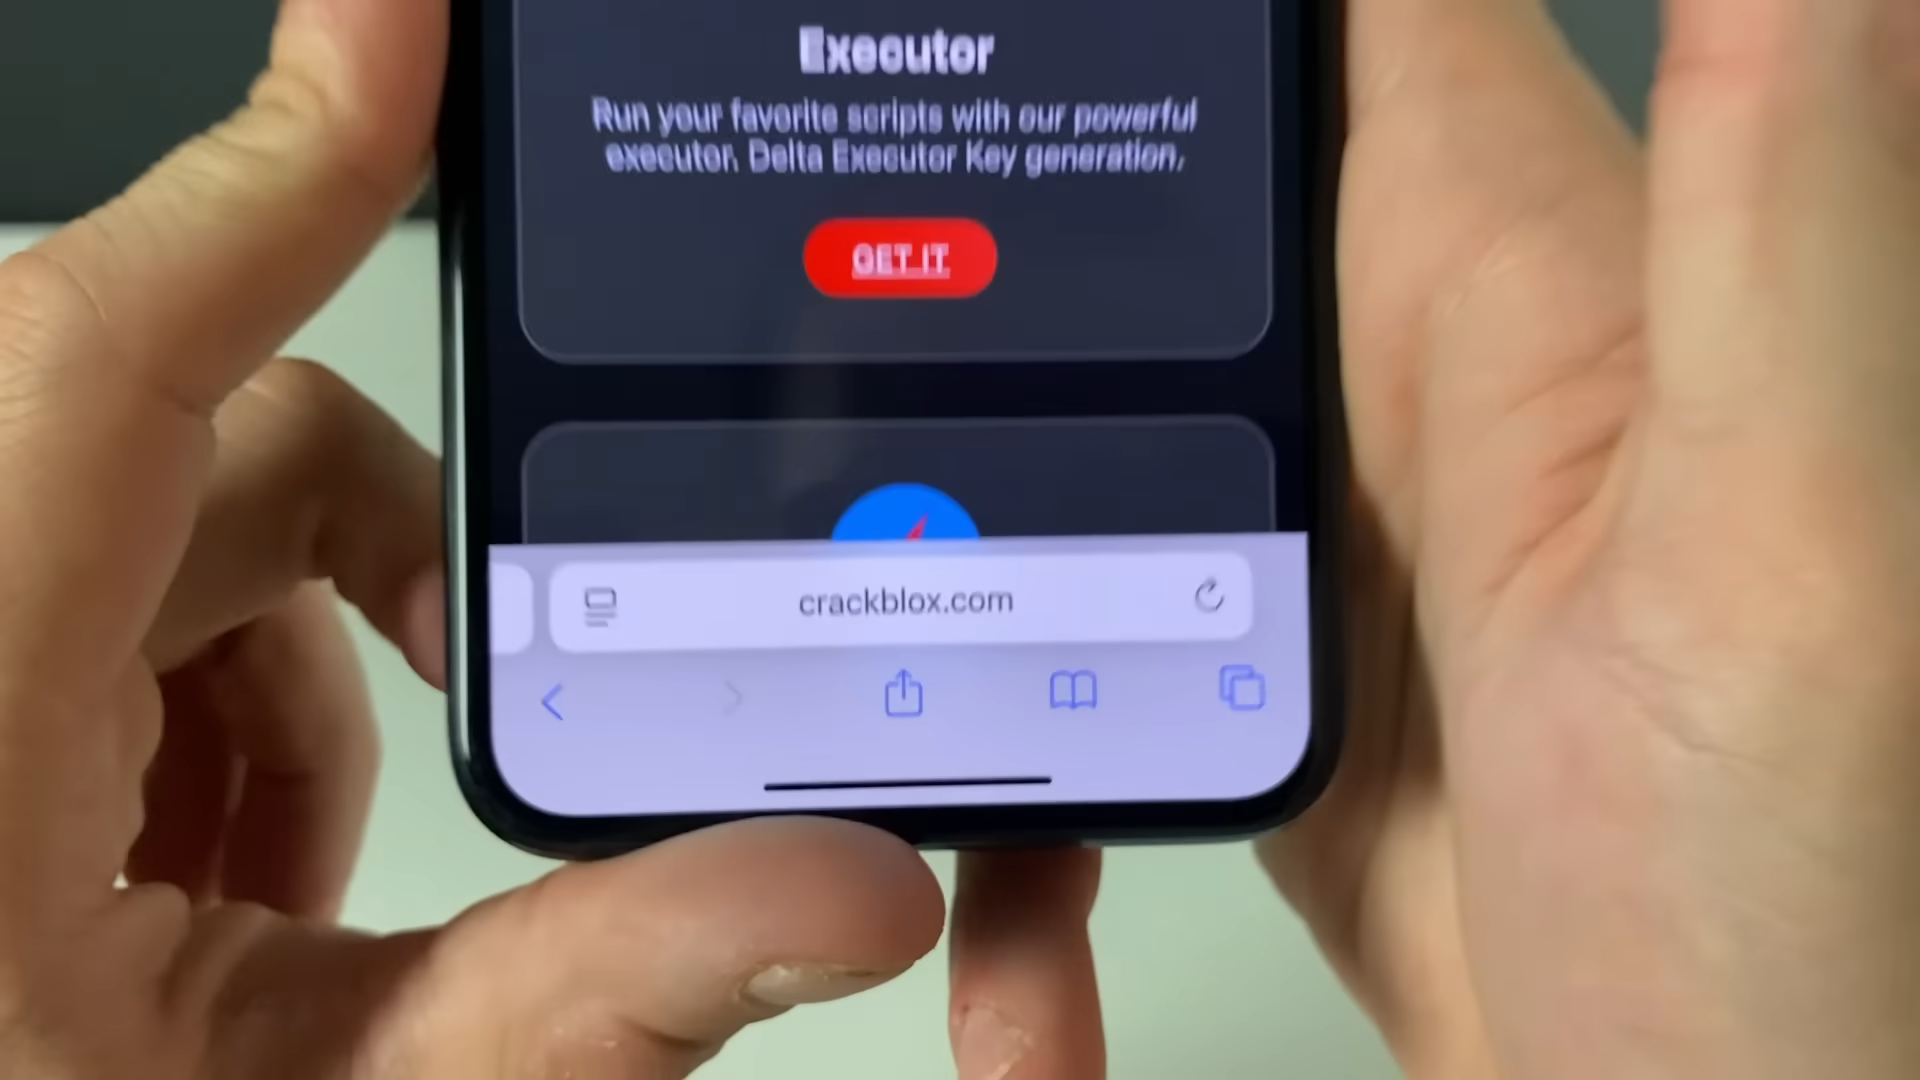 Executor
Run your favorite scripts with our powerful
executor. Delta Executor Key generation.
GET IT
crackblox.com